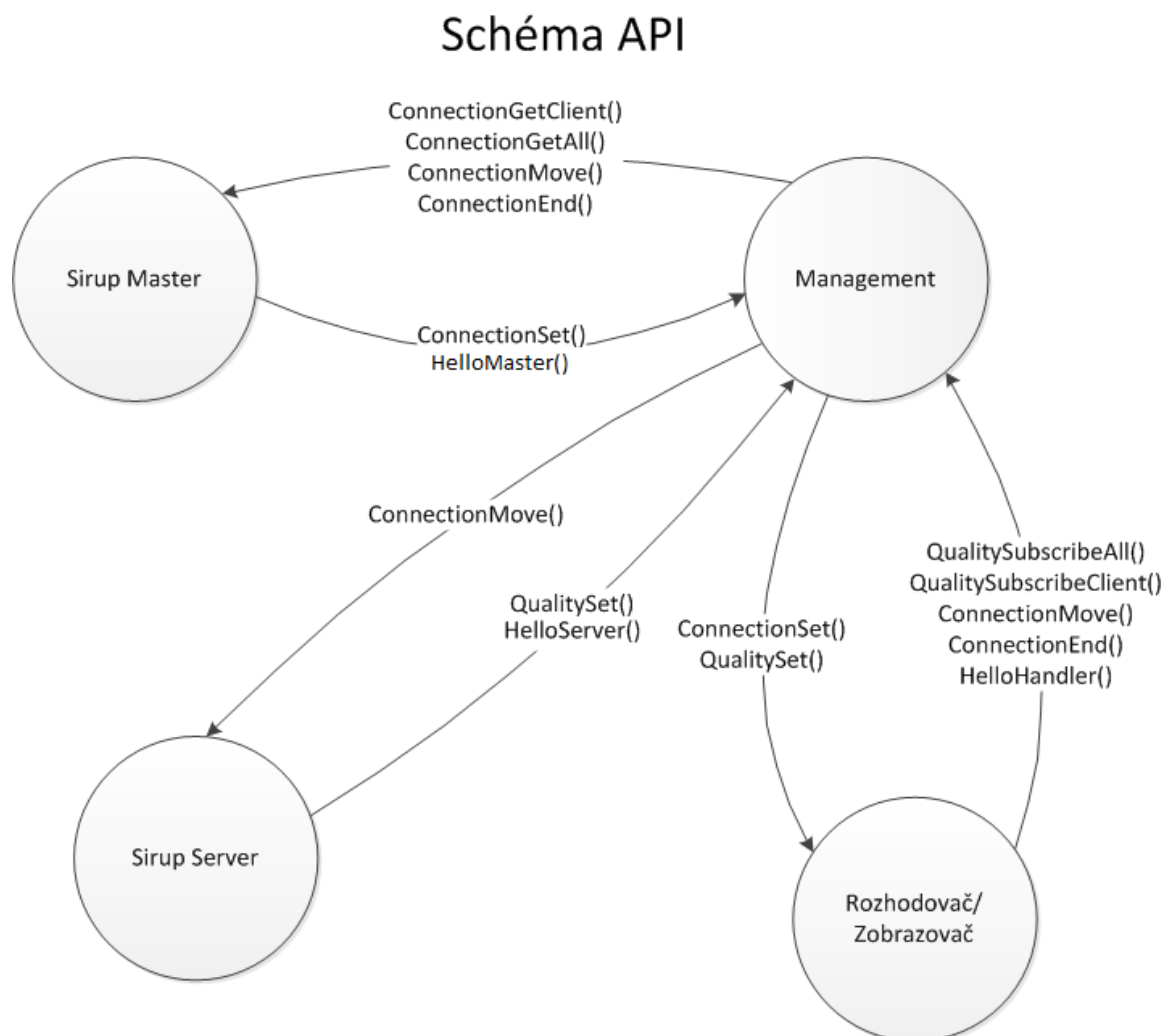 Schéma API
ConnectionGetClient()
ConnectionGetAll()
ConnectionMove()
ConnectionEnd()
Sirup Master
Management
ConnectionSet()
HelloMaster()
ConnectionMove()
QualitySet()
HelloServer()
ConnectionSet()
QualitySet()
QualitySubscribeAll()
QualitySubscribeClient()
ConnectionMove()
ConnectionEnd()
HelloHandler()
Sirup Server
Rozhodovač/
Zobrazovač